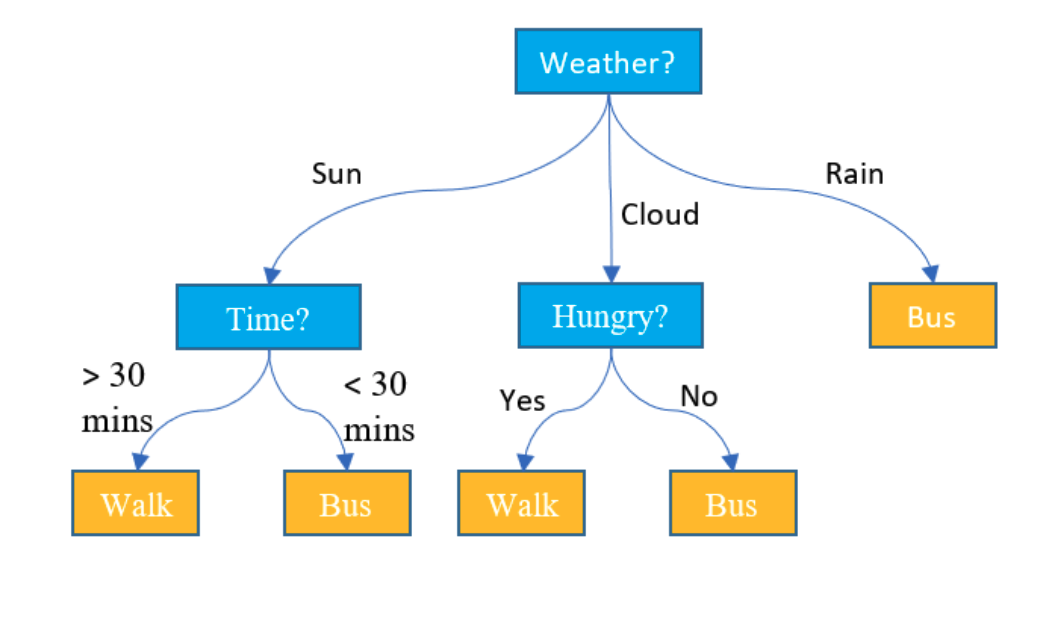 Weather?
Sun
Cloud
Rain
Time?
Hungry?
Bus
> 30
mins
< 30
mins
Yes
No
Walk
Bus
Walk
Bus